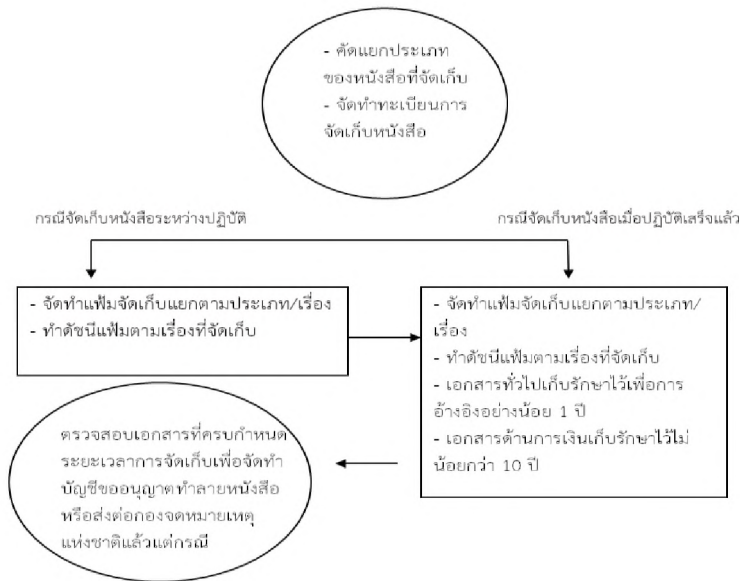 - คัดแยกประเภท
ของหนังสือที่จัดเก็บ
- จัดทำทะเบียนการ
จัดเก็บหนังสือ
กรณีจัดเก็บหนังสือระหว่างปฏิบัติ
กรณีจัดเก็บหนังสือเมื่อปฏิบัติเสร็จแล้ว
- จัดทำแฟ้มจัดเก็บแยกตามประเภท/เรื่อง
- ทำดัชนีแฟ้มตามเรื่องที่จัดเก็บ
- จัดทำแฟ้มจัดเก็บแยกตามประเภท/
เรื่อง
- ทำดัชนีแฟ้มตามเรื่องที่จัดเก็บ
- เอกสารทั่วไปเก็บรักษาไว้เพื่อการ
อ้างอิงอย่างน้อย 1 ปี
- เอกสารด้านการเงินเก็บรักษาไว้ไม่
น้อยกว่า 10 ปี
ตรวจสอบเอกสารที่ครบกำหนด
ระยะเวลาการจัดเก็บเพื่อจัดทำ
บัญชีขออนุญาตทำลายหนังสือ
หรือส่งต่อกองจดหมายเหตุ
แห่งชาติแล้วแต่กรณี